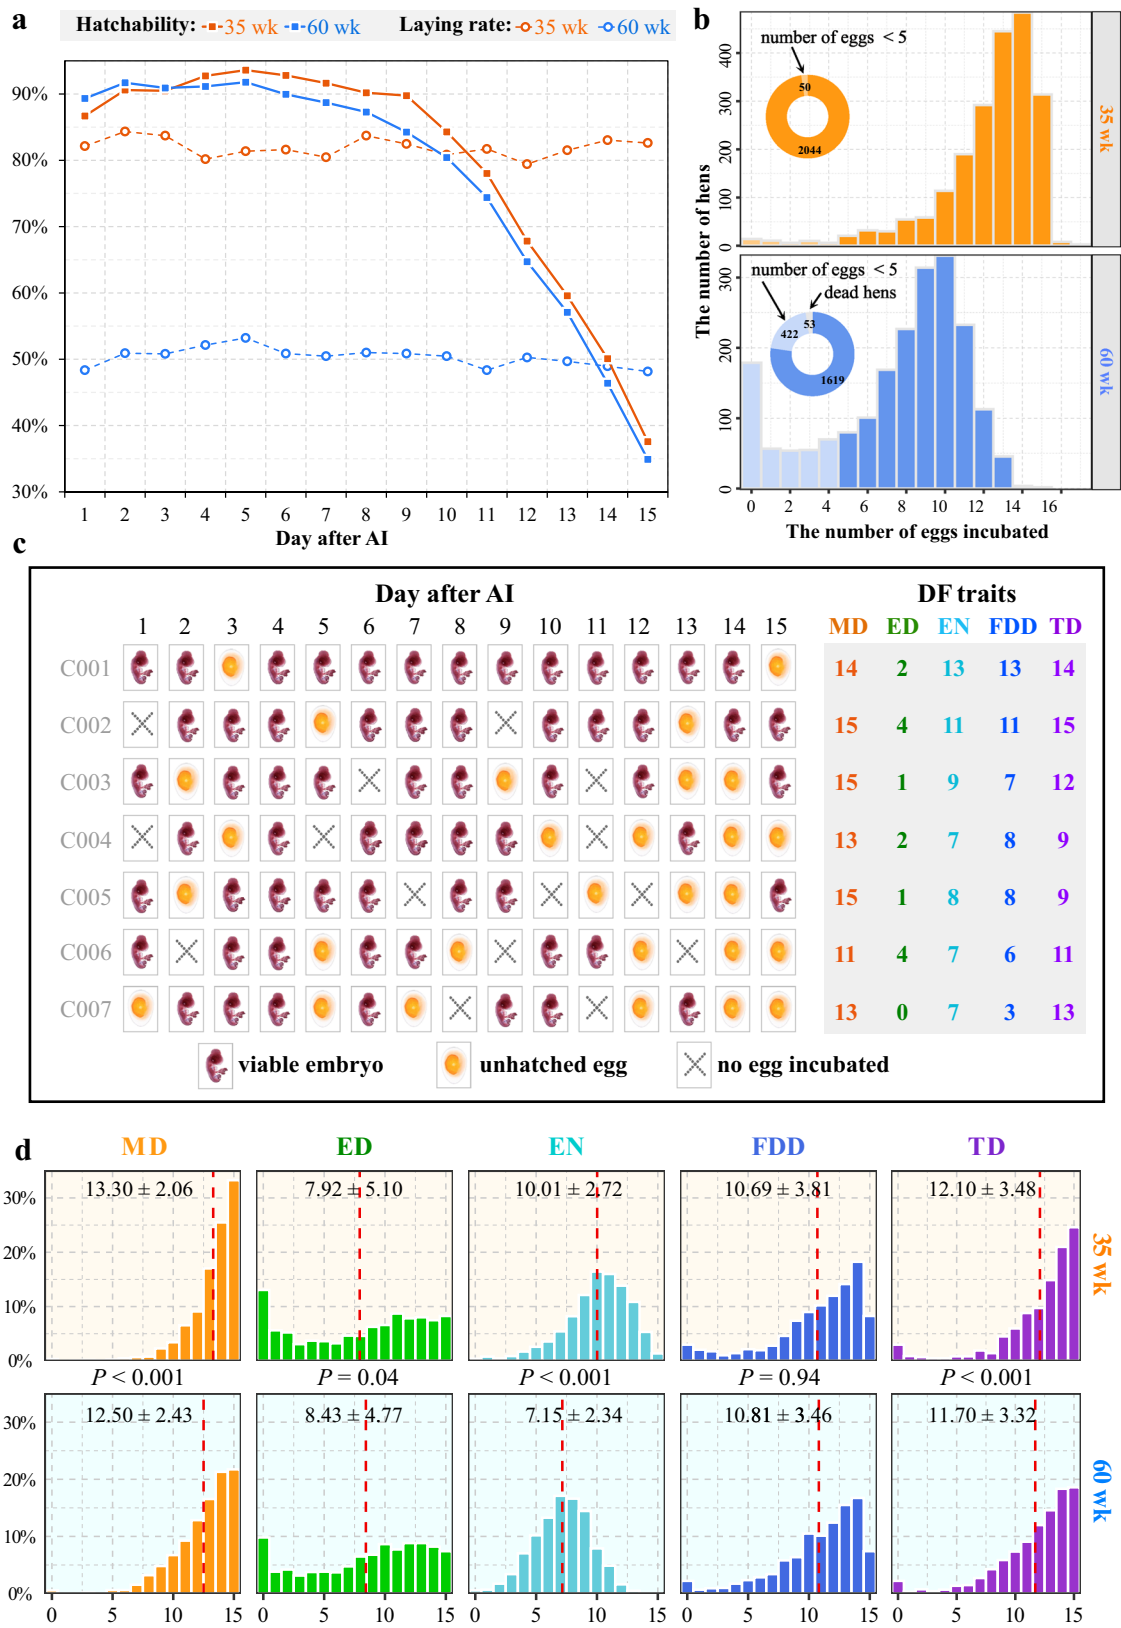 a
Hatchability: 35 wk 60 wk Laying rate: 35 wk 60 wk
90%
80%
70%
60%
50%
40%
30%
1 2 3 4 5 6 7 8 9 10 11 12 13 14 15
Day after AI
b
The number of hens
number of eggs < 5
50
2044
400
300
200
100
0
35 wk
number of eggs < 5
dead hens
422
53
1619
300
200
100
0
60 wk
0 2 4 6 8 10 12 14 16
The number of eggs incubated
c
Day after AI DF traits
1 2 3 4 5 6 7 8 9 10 11 12 13 14 15 MD ED EN FDD TD
C001 14 2 13 13 14
C002 15 4 11 11 15
C003 15 1 9 7 12
C004 13 2 7 8 9
C005 15 1 8 8 9
C006 11 4 7 6 11
C007 13 0 7 3 13
viable embryo unhatched egg no egg incubated
d
MD ED EN FDD TD
30%
20%
10%
0%
13.30 ± 2.06 7.92 ± 5.10 10.01 ± 2.72 10.69 ± 3.81 12.10 ± 3.48
35 wk
P < 0.001 P = 0.04 P < 0.001 P = 0.94 P < 0.001
30%
20%
10%
0%
12.50 ± 2.43 8.43 ± 4.77 7.15 ± 2.34 10.81 ± 3.46 11.70 ± 3.32
60 wk
0 5 10 15 0 5 10 15 0 5 10 15 0 5 10 15 0 5 10 15